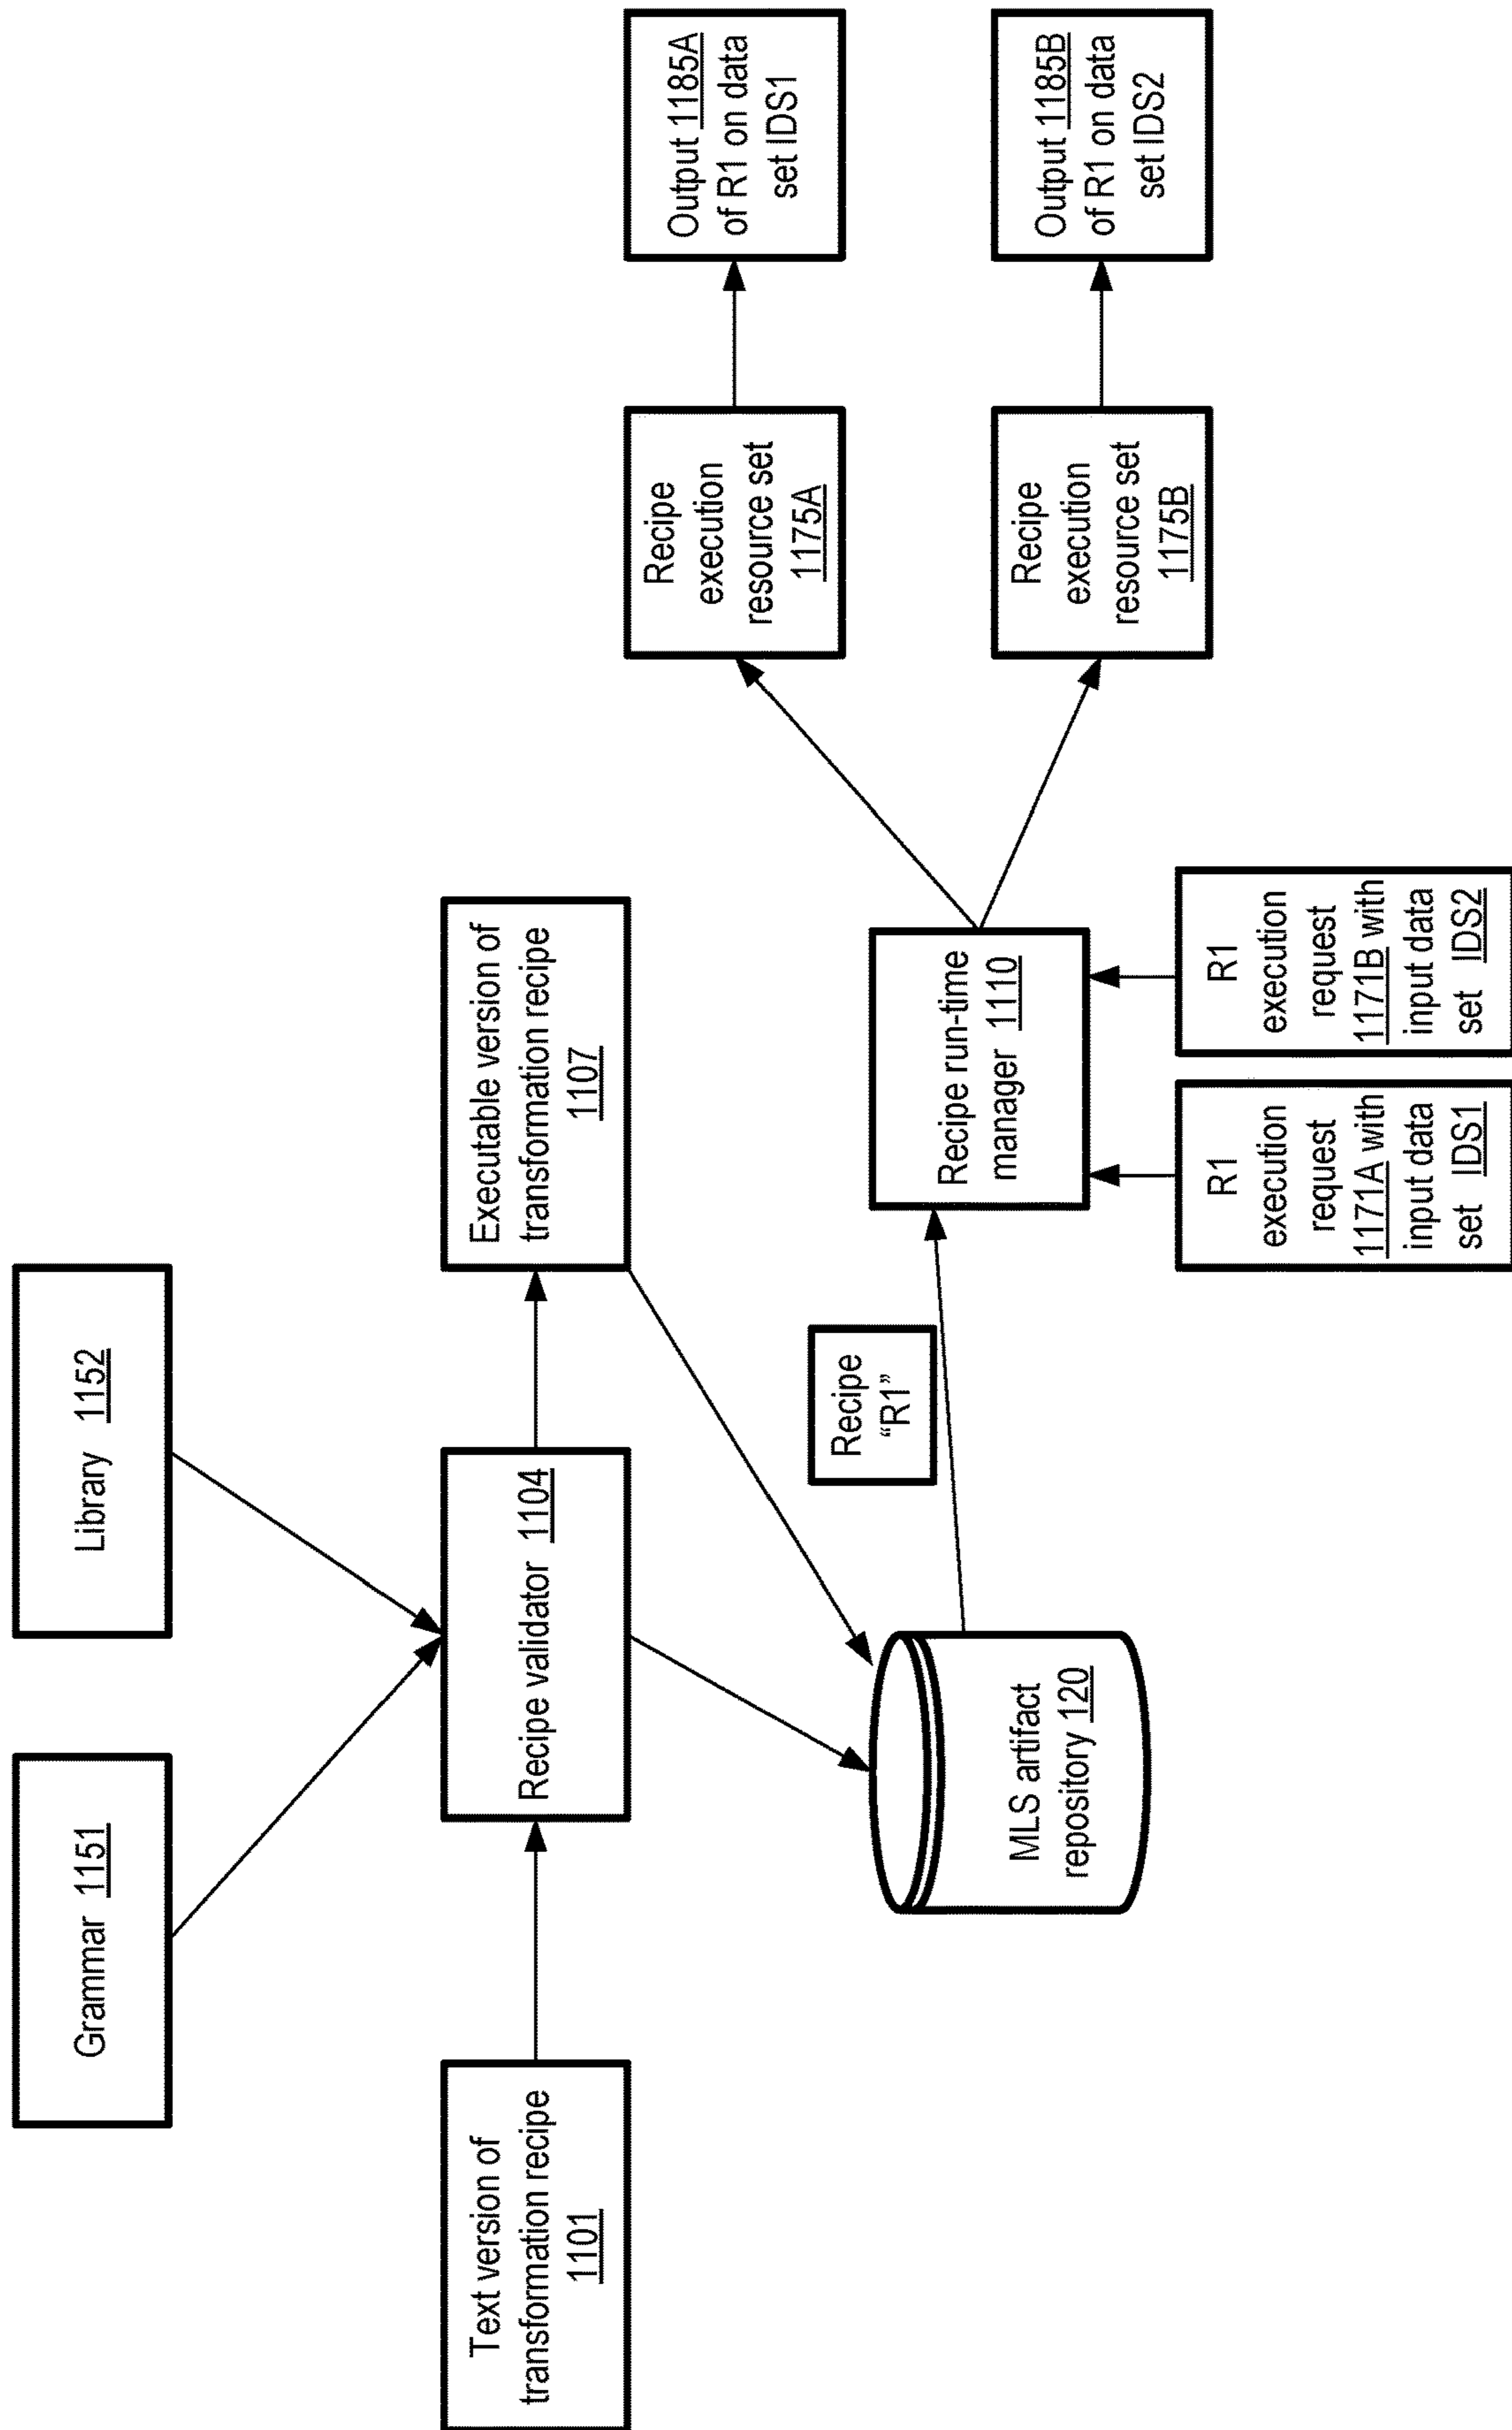 Grammar 1151
Library 1152
Text version of
transformation recipe
1101
Recipe validator 1104
Executable version of
transformation recipe
1107
MLS artifact
repository 120
Recipe
“R1”
Recipe run-time
manager 1110
R1
execution
request
1171A with
input data
set IDS1
R1
execution
request
1171B with
input data
set IDS2
Recipe
execution
resource set
1175A
Output 1185A
of R1 on data
set IDS1
Recipe
execution
resource set
1175B
Output 1185B
of R1 on data
set IDS2